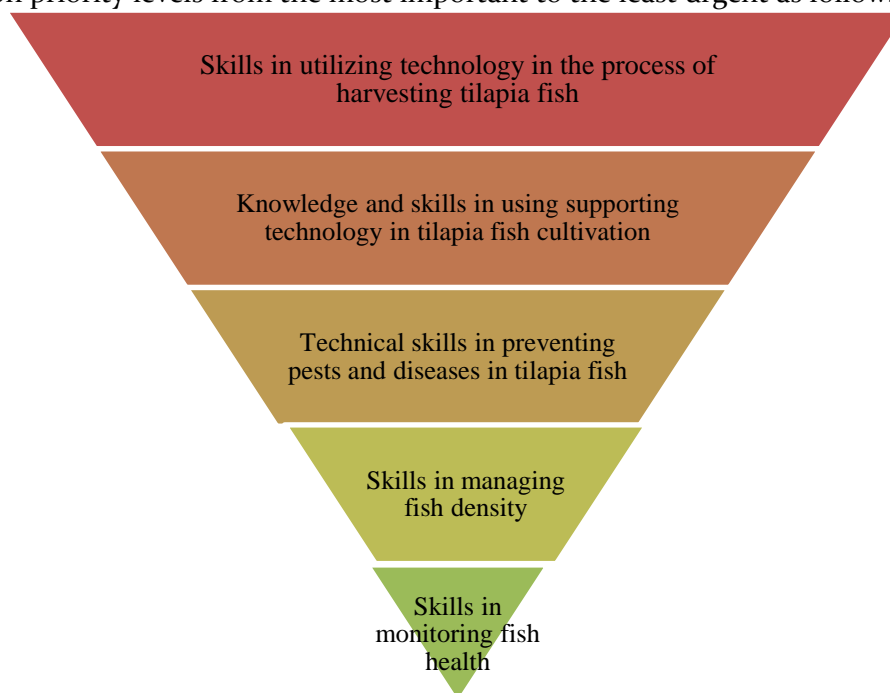 priority levels from the most important to the least urgent as
Skills in utilizing technology in the process of
harvesting tilapia fish
Knowledge and skills in using supporting
technology in tilapia fish cultivation
Technical skills in preventing
pests and diseases in tilapia fish
Skills in managing
fish density
Skills in
monitoring fish
health